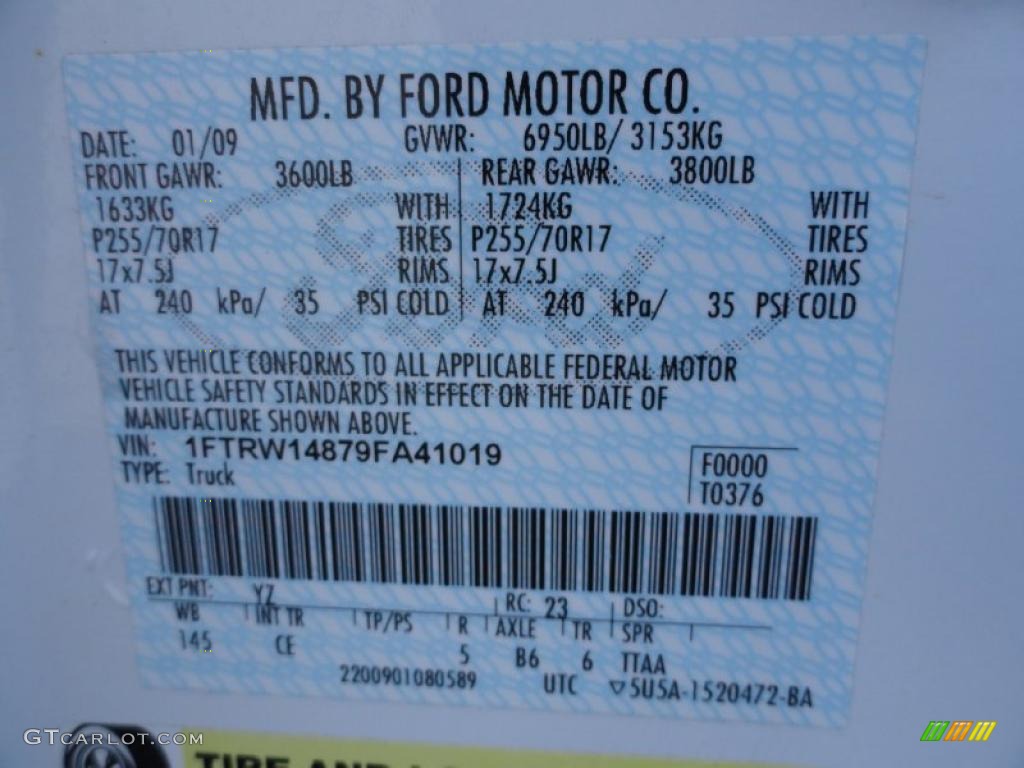 MFD. BY FORD MOTOR CO.
DATE: 01/09 GVWR: 6950LB/ 3153KG
FRONT GAWR: 3600LB REAR GAWR: 3800LB
1633KG WITH 1724KG WITH
P255/70R17 TIRES P255/70R17 TIRES
17x7.5J RIMS 17x7.5J RIMS
AT 240 kPa/ 35 PSI COLD AT 240 kPa/ 35 PSI COLD
THIS VEHICLE CONFORMS TO ALL APPLICABLE FEDERAL MOTOR
VEHICLE SAFETY STANDARDS IN EFFECT ON THE DATE OF
MANUFACTURE SHOWN ABOVE.
VIN: 1FTRW14879FA41019
TYPE: Truck
F0000
T0376
EXT PNT: YZ RC: 23 DSO:
WB INT TR TP/PS R AXLE TR SPR
145 CE 5 B6 6 TTAA
2200901080589 UTC ▽5U5A-1520472-BA
GTCarLot.com
TIRE AND